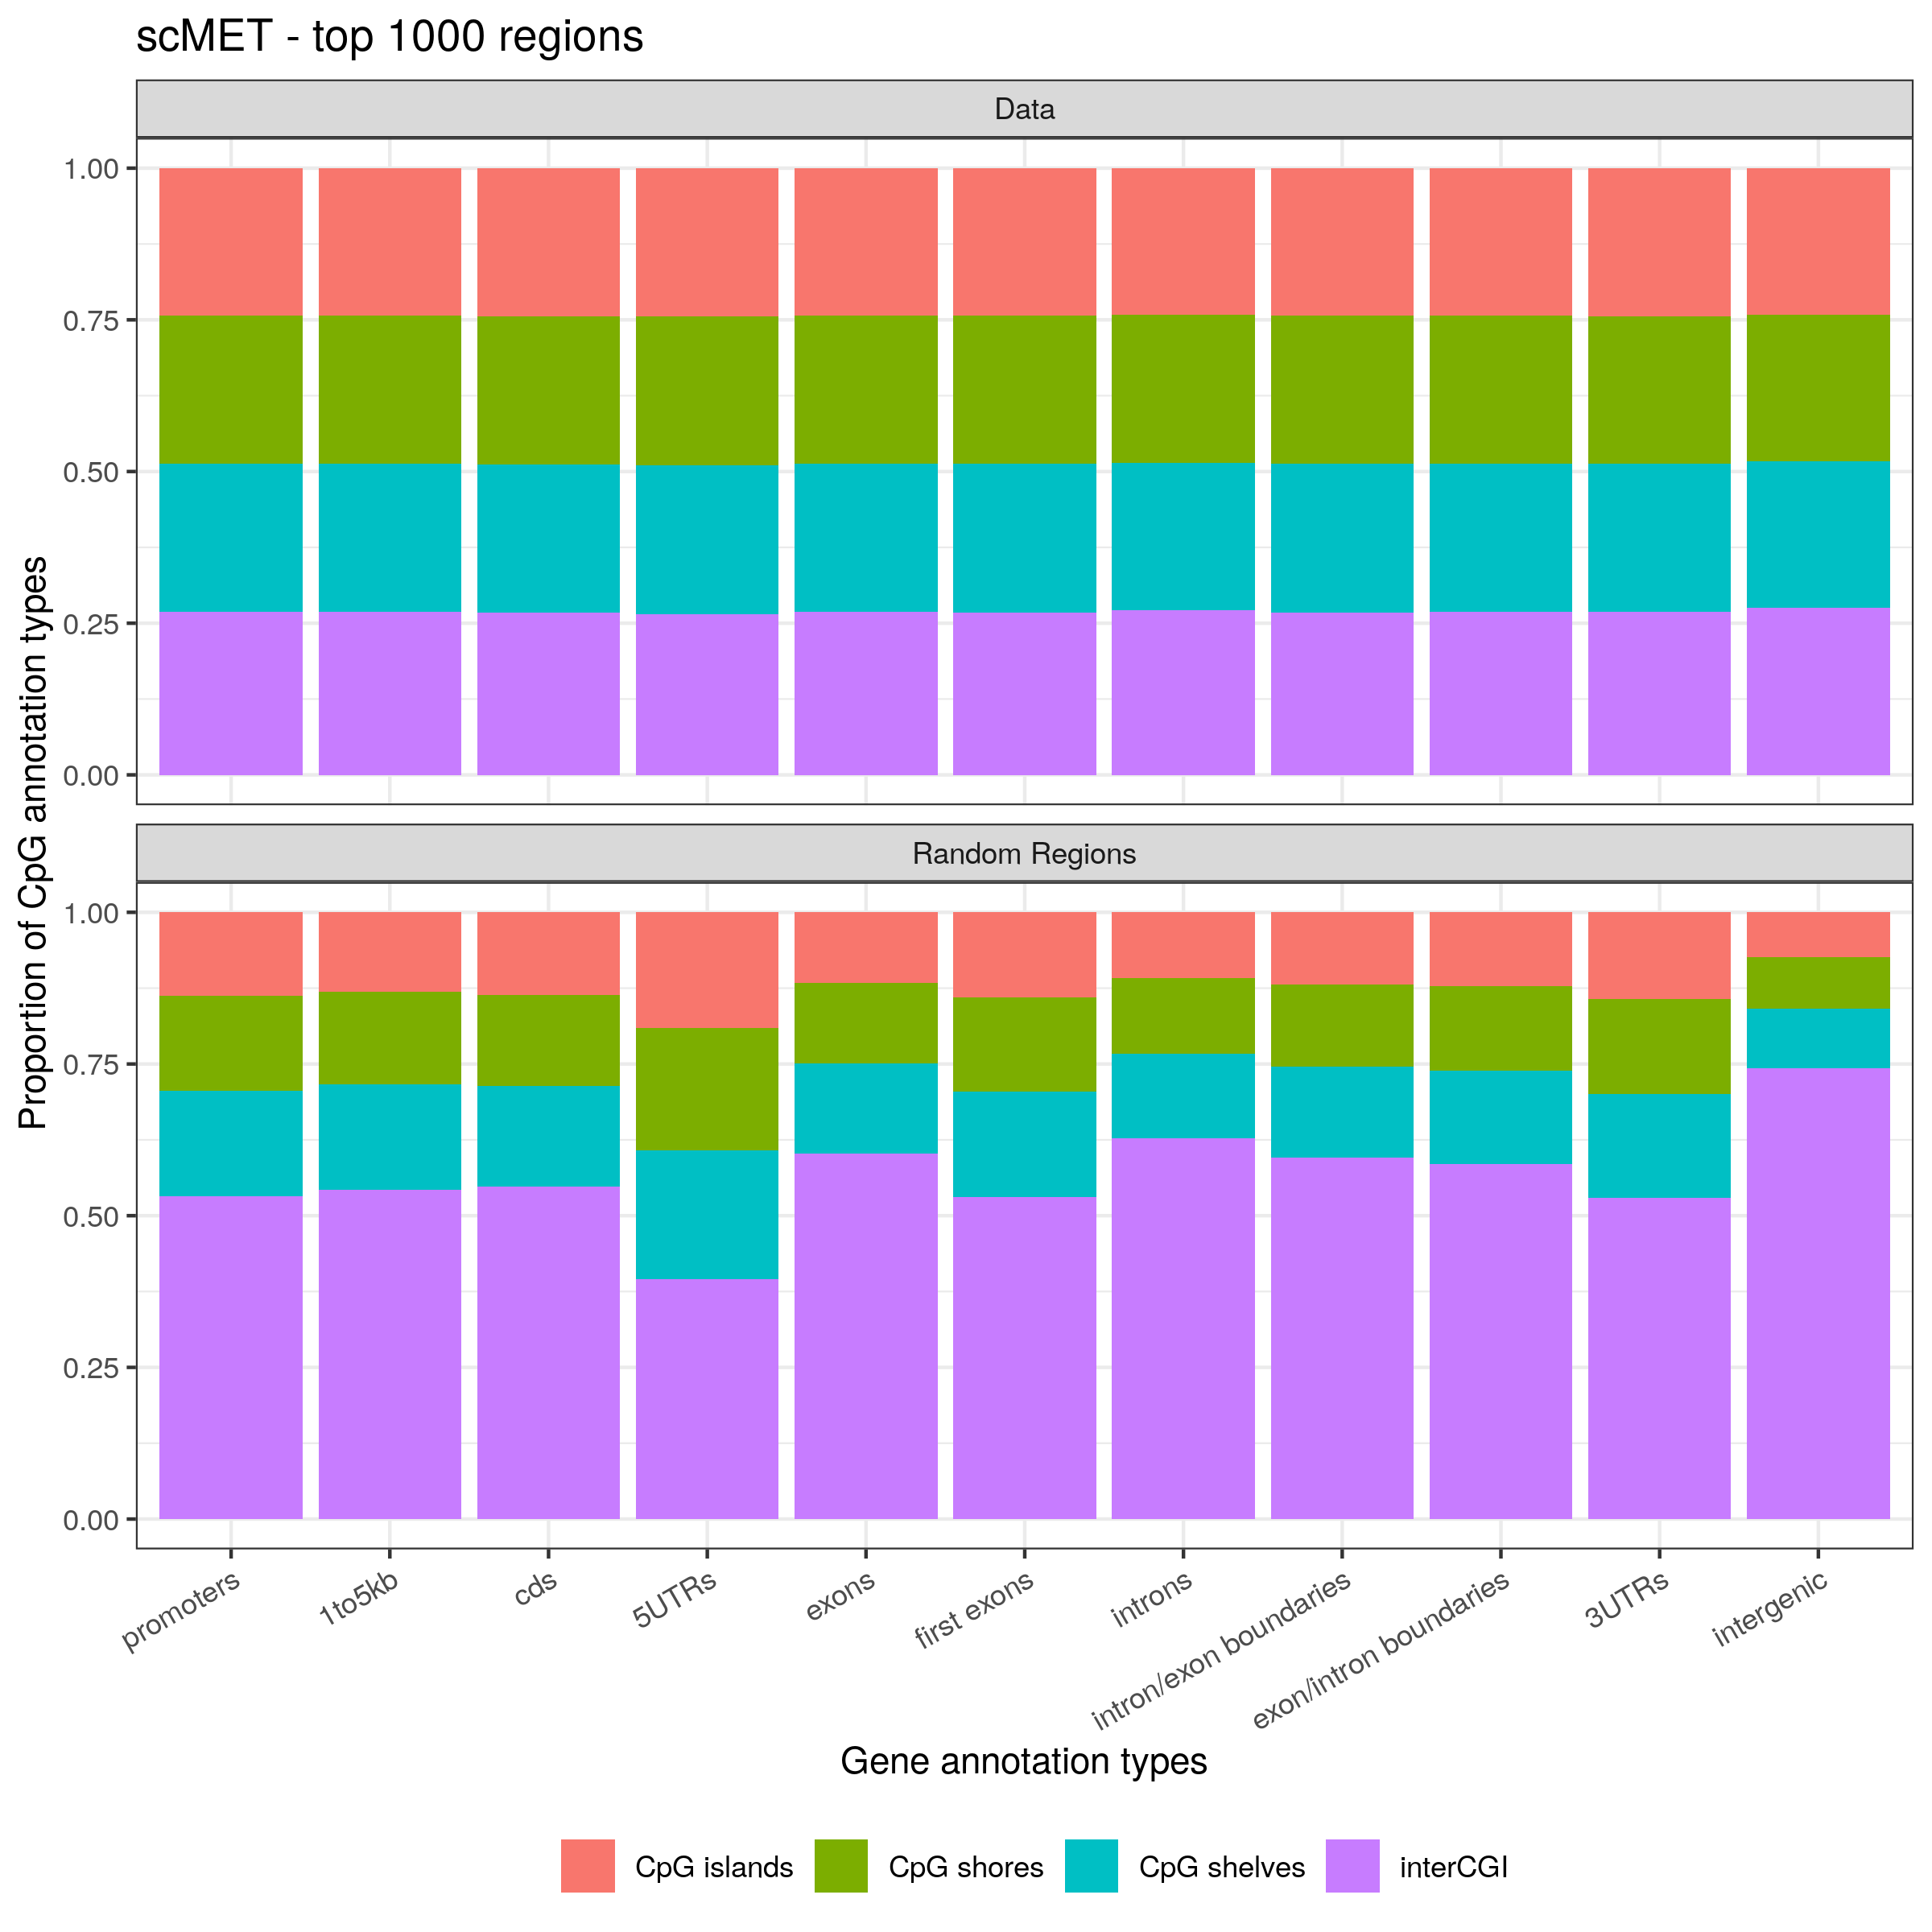 scMET - top 1000 regions
Data
1.00
0.75
0.50
0.25
0.00
Random Regions
1.00
0.75
0.50
0.25
0.00
Proportion of CpG annotation types
promoters
1to5kb
cds
5UTRs
exons
first exons
introns
intron/exon boundaries
exon/intron boundaries
3UTRs
intergenic
Gene annotation types
CpG islands
CpG shores
CpG shelves
interCGI